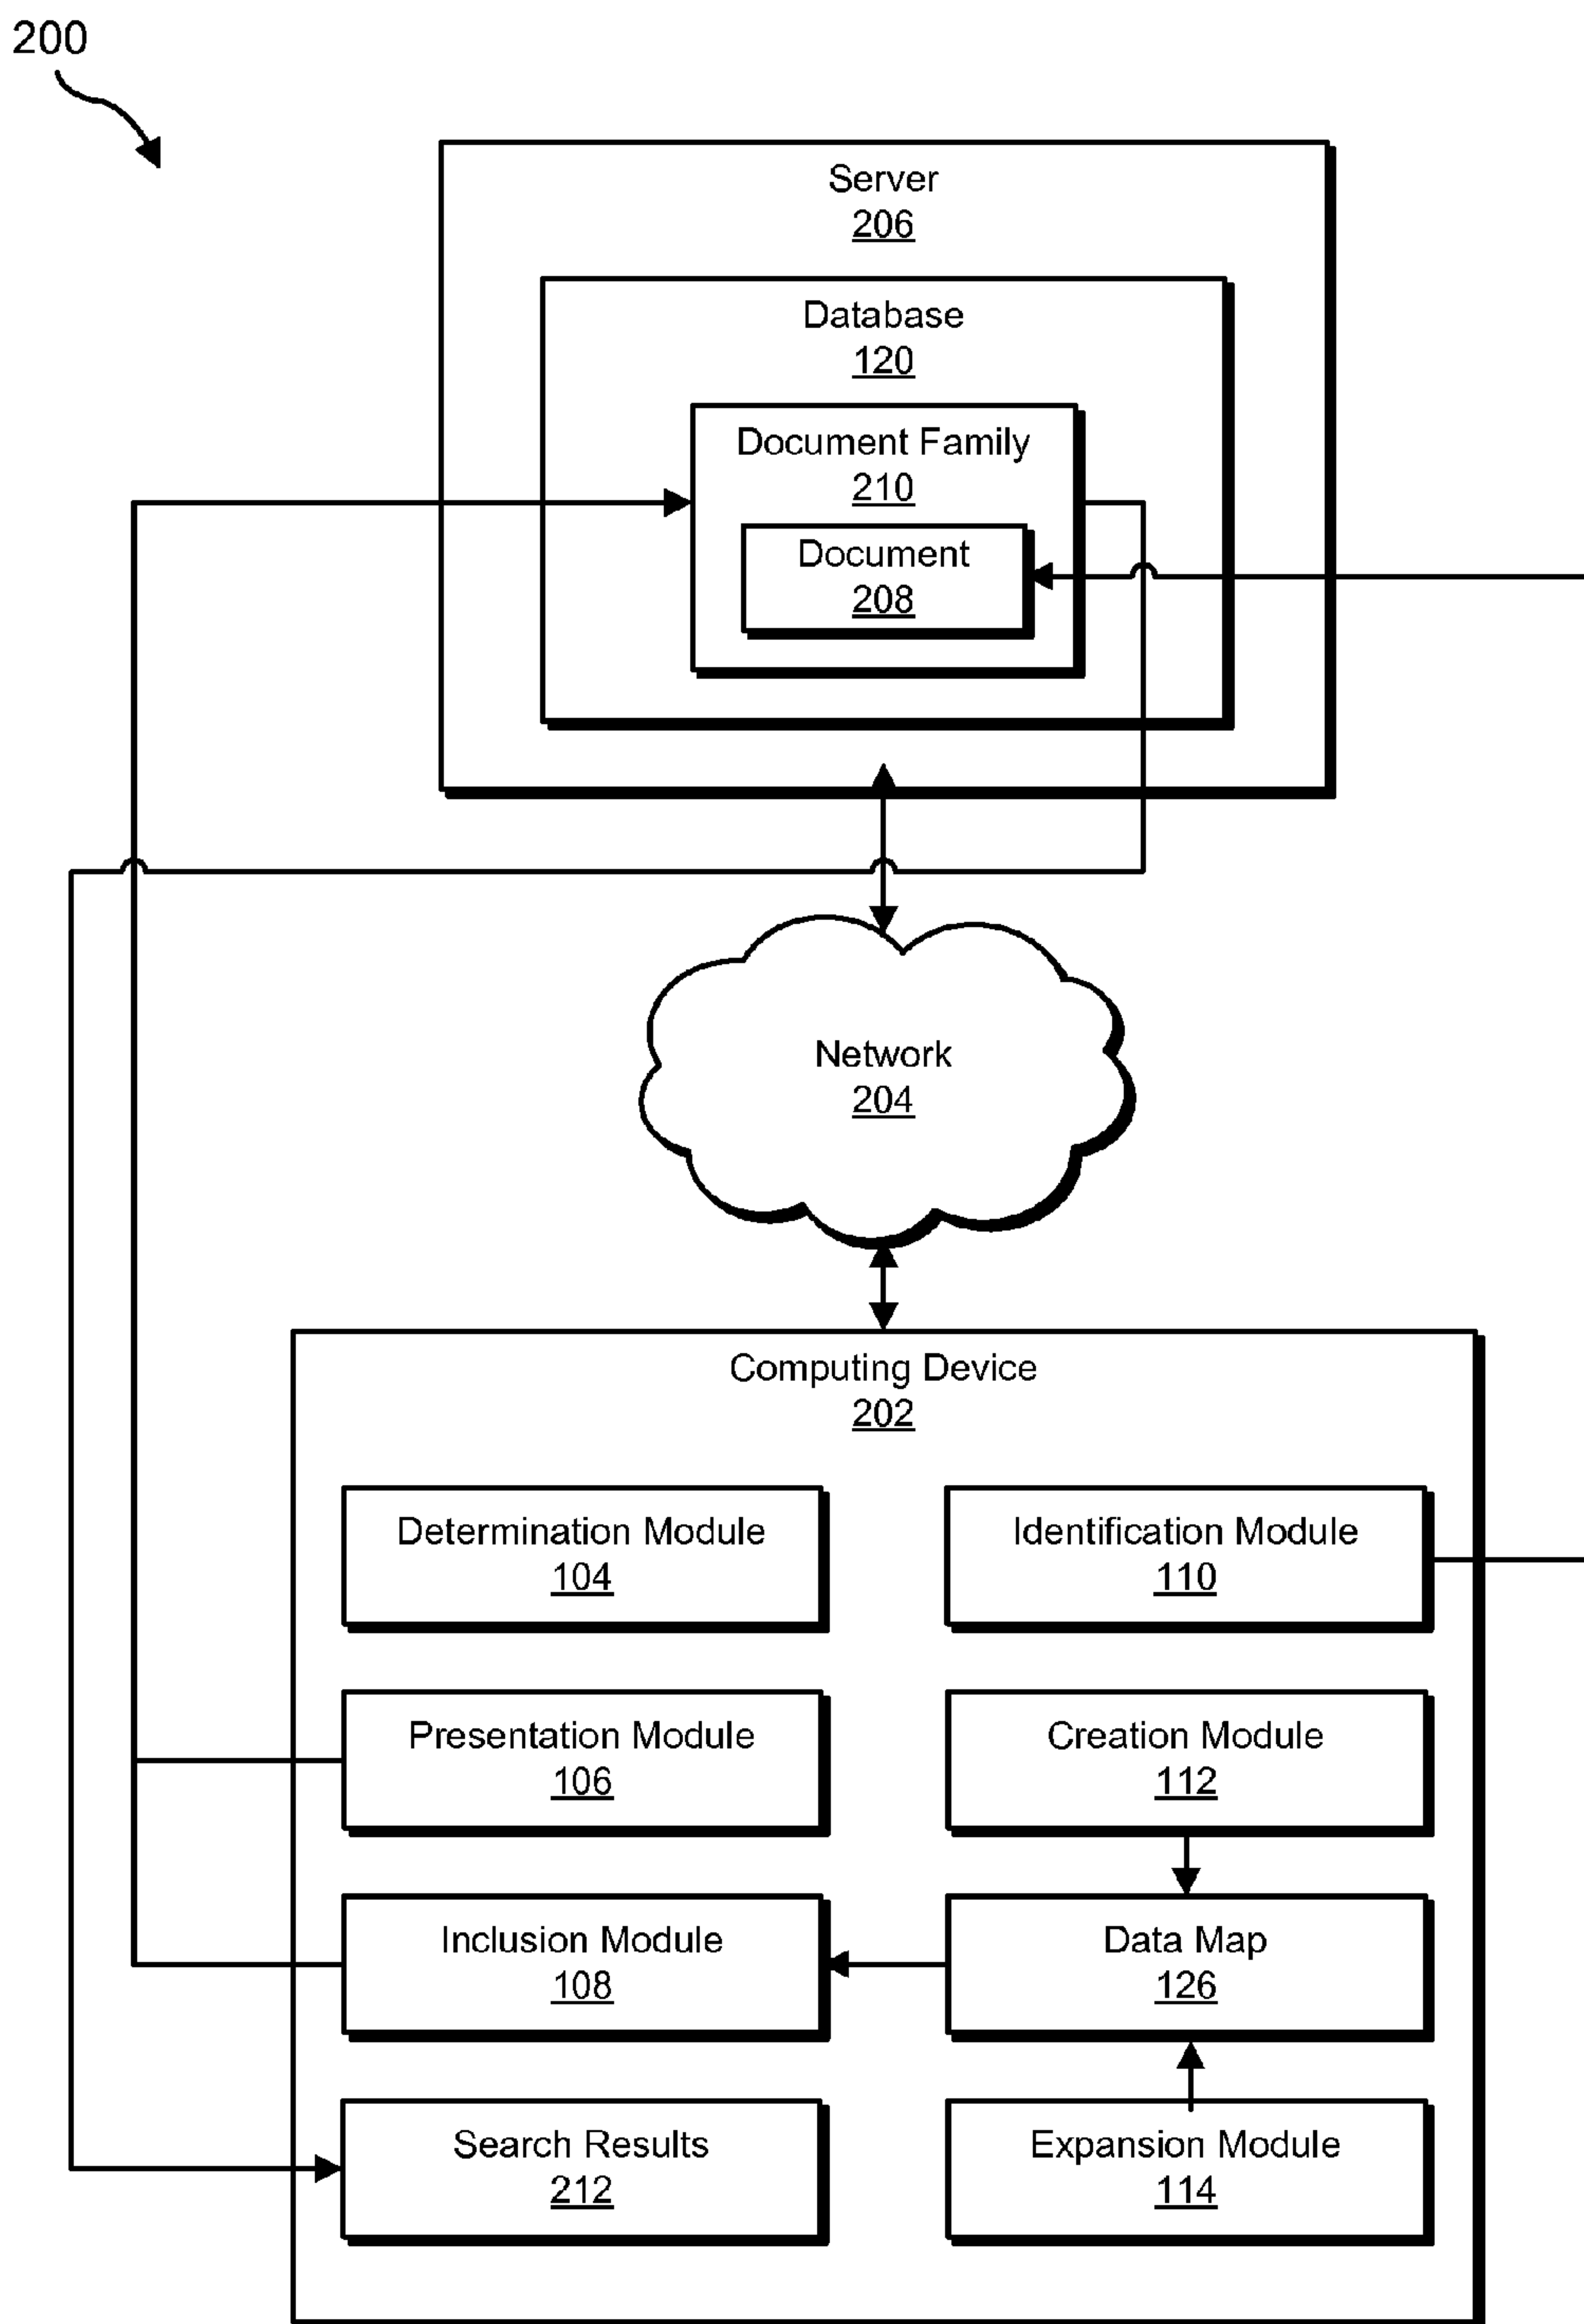 200
Server
206
Database
120
Document Family
210
Document
208
Network
204
Computing Device
202
Determination Module
104
Identification Module
110
Presentation Module
106
Creation Module
112
Inclusion Module
108
Data Map
126
Search Results
212
Expansion Module
114